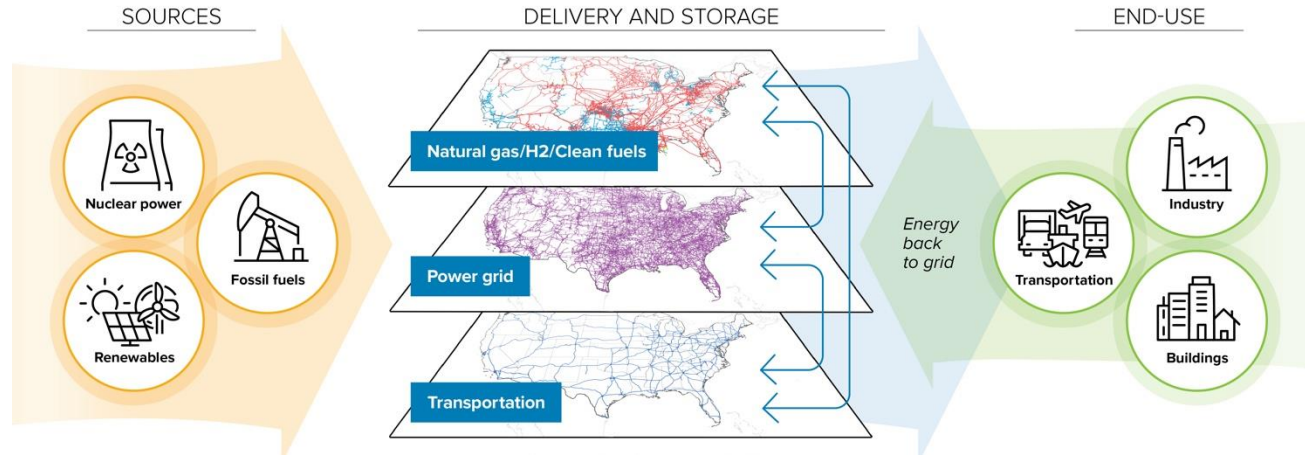 SOURCES
DELIVERY AND STORAGE
END-USE
Nuclear power
Fossil fuels
Renewables
Natural gas/H2/Clean fuels
Power grid
Transportation
Energy
back
to grid
Industry
Transportation
Buildings